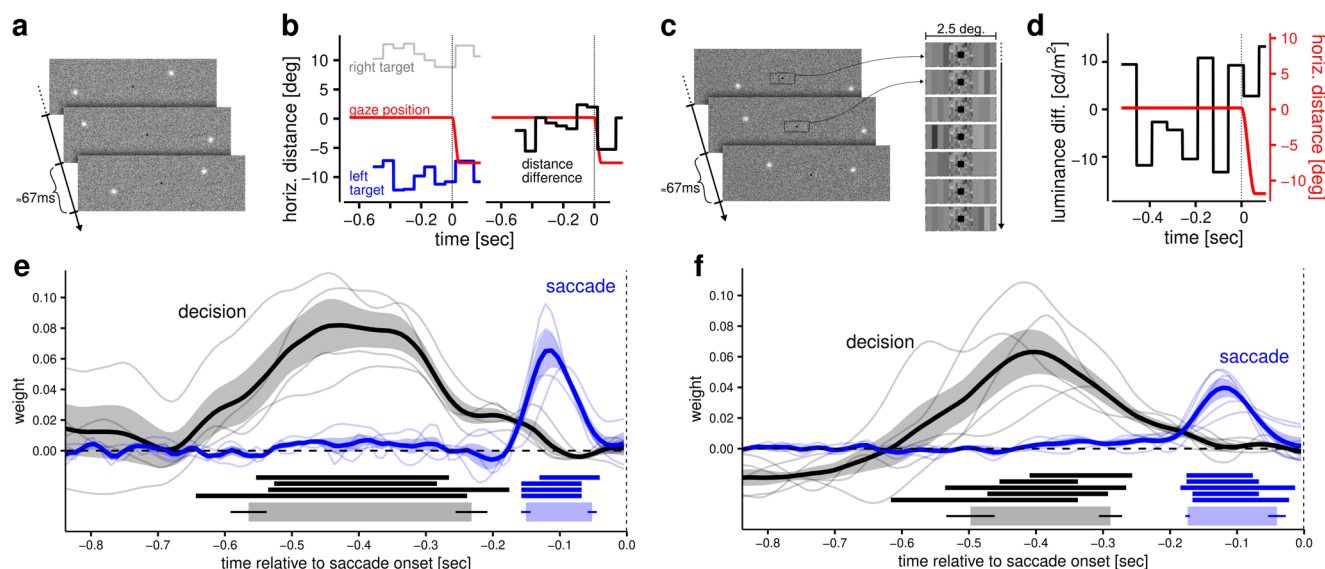 a
≈67ms
b
horiz. distance [deg]
10
5
0
−5
−10
right target
gaze position
left
target
distance
difference
−0.6
−0.2
0
−0.6
−0.2
0
time [sec]
c
≈67ms
2.5 deg.
d
luminance diff. [cd/m²]
10
0
−10
−0.4
−0.2
0
time [sec]
10
5
0
−5
−10
horiz. distance [deg]
e
weight
0.10
0.08
0.06
0.04
0.02
0.00
decision
saccade
−0.8
−0.7
−0.6
−0.5
−0.4
−0.3
−0.2
−0.1
0.0
time relative to saccade onset [sec]
f
weight
0.10
0.08
0.06
0.04
0.02
0.00
decision
saccade
−0.8
−0.7
−0.6
−0.5
−0.4
−0.3
−0.2
−0.1
0.0
time relative to saccade onset [sec]